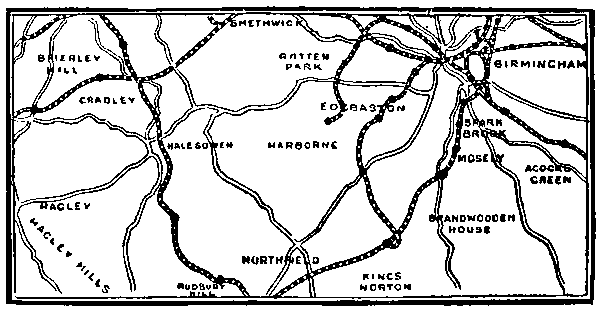 SMETHWICK
BRIERLEY
HILL
ROTTEN
PARK
BIRMINGHAM
CRADLEY
EDGBASTON
SPARK
BROOK
HALESOWEN
HARBORNE
MOSELY
ACOCKS
GREEN
HAGLEY
BRANDWOODEN
HOUSE
HAGLEY HILLS
NORTHFIELD
RUDBURY
HILL
KINGS
NORTON